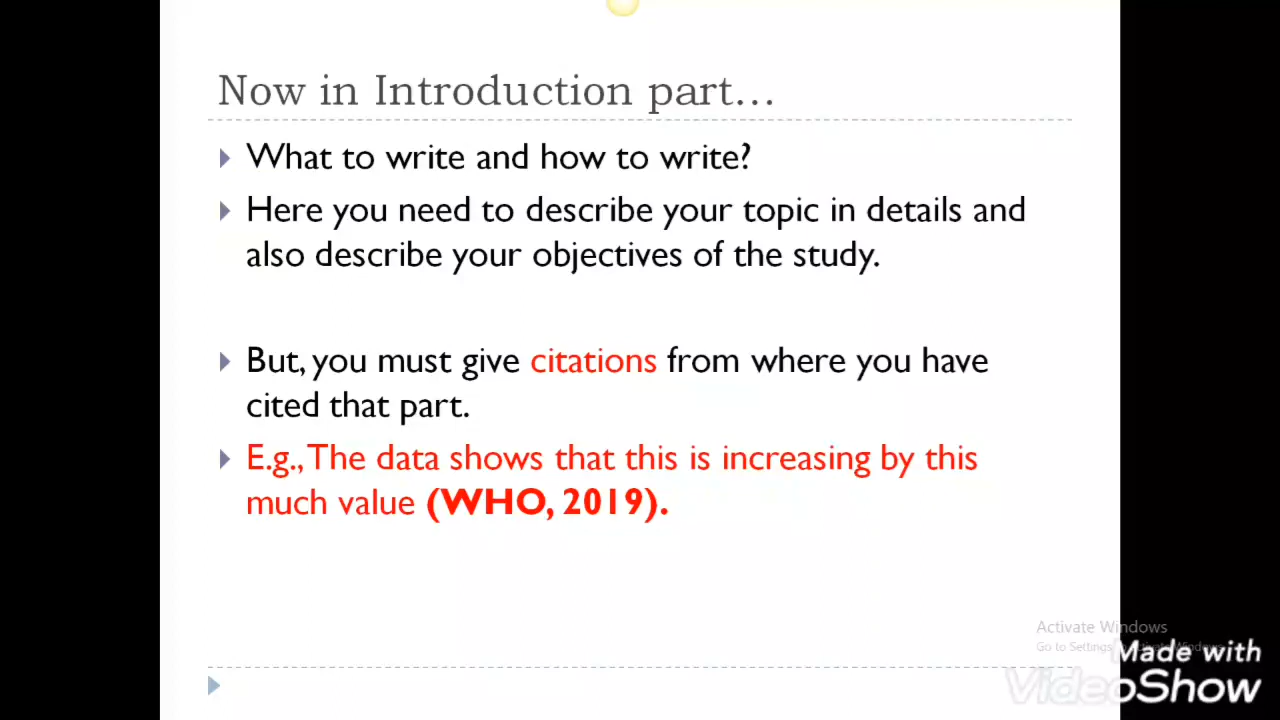 Now in Introduction part...
What to write and how to write?
Here you need to describe your topic in details and
also describe your objectives of the study.
But, you must give citations from where you have
cited that part.
E.g., The data shows that this is increasing by this
much value (WHO, 2019).
Activate Windows
Go to Settings
Made with
VideoShow